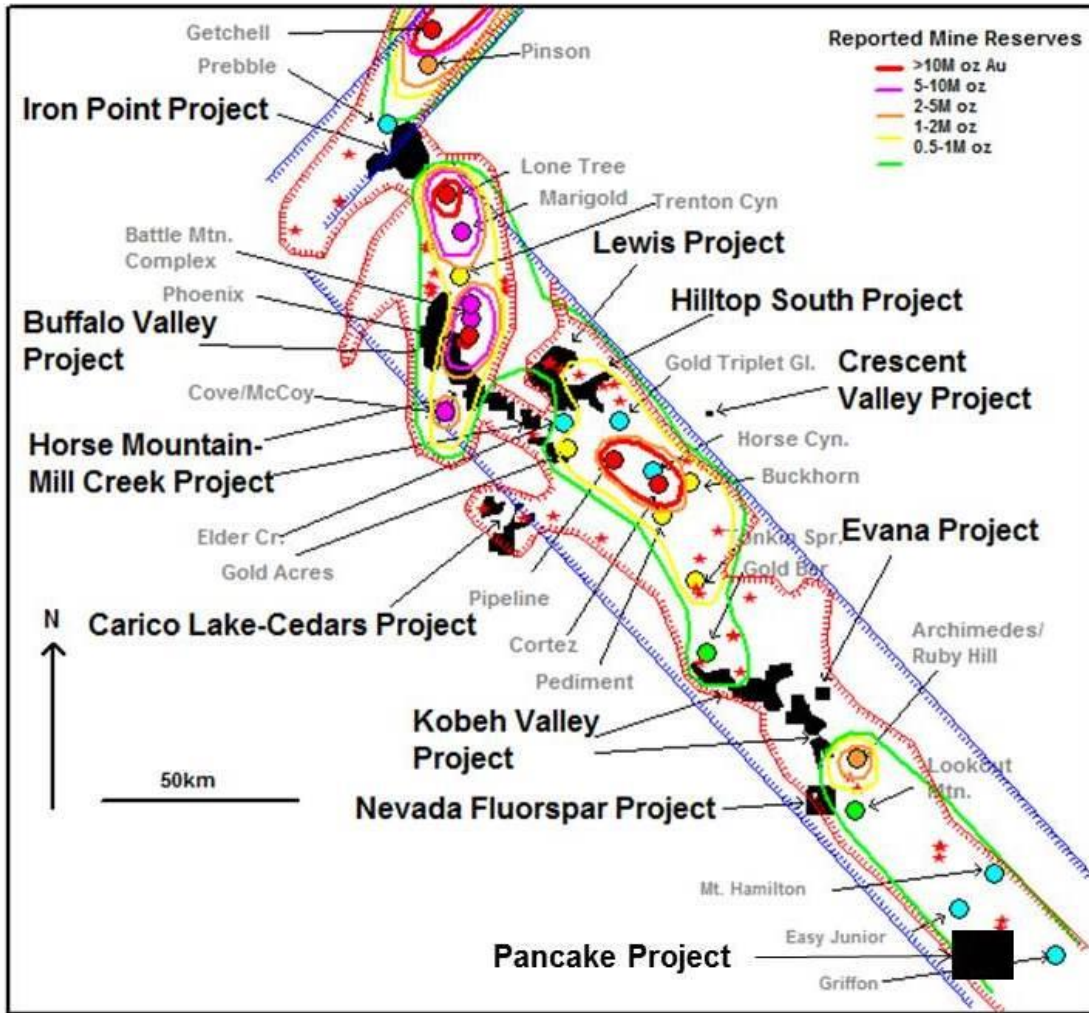 Getchell
Prebble
Pinson
Iron Point Project
Reported Mine Reserves
>10M oz Au
5-10M oz
2-5M oz
1-2M oz
0.5-1M oz
Lone Tree
Marigold
Trenton Cyn
Battle Mtn.
Complex
Lewis Project
Phoenix
Hilltop South Project
Buffalo Valley
Project
Gold Triplet Gl.
Crescent
Valley Project
Cove/McCoy
Horse Mountain-
Mill Creek Project
Horse Cyn.
Buckhorn
Elder Cr.
Gold Acres
Evana Project
Spr.
Gold Bar
Pipeline
Carico Lake-Cedars Project
Cortez
Pediment
Archimedes/
Ruby Hill
N
Kobeh Valley
Project
50km
Lookout
Mtn.
Nevada Fluorspar Project
Mt. Hamilton
Easy Junior
Pancake Project
Griffon